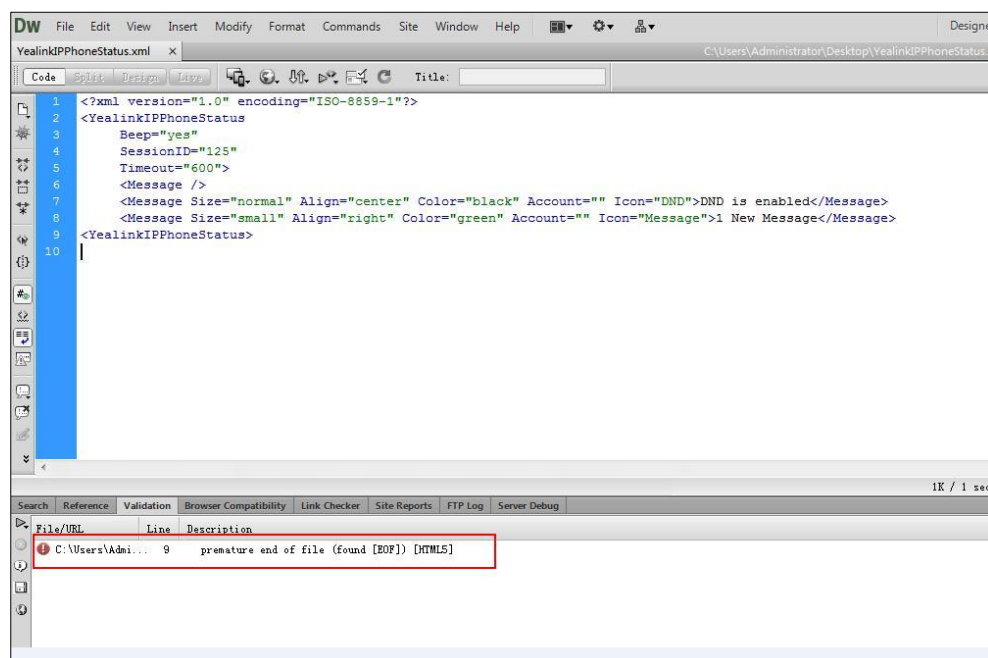 DW File Edit View Insert Modify Format Commands Site Window Help
YealinkIPPhoneStatus.xml × C:\Users\Administrator\Desktop\YealinkIPPhoneStatus.
Code Split Design Live Title:
1 <?xml version="1.0" encoding="ISO-8859-1"?>
2 <YealinkIPPhoneStatus
3 Beep="yes"
4 SessionID="125"
5 Timeout="600">
6 <Message />
7 <Message Size="normal" Align="center" Color="black" Account="" Icon="DND">DND is enabled</Message>
8 <Message Size="small" Align="right" Color="green" Account="" Icon="Message">1 New Message</Message>
9 <YealinkIPPhoneStatus>
10
1K / 1
Search Reference Validation Browser Compatibility Link Checker Site Reports FTP Log Server Debug
File/URL Line Description
C:\Users\Admi... 9 premature end of file (found [EOF]) [HTML5]